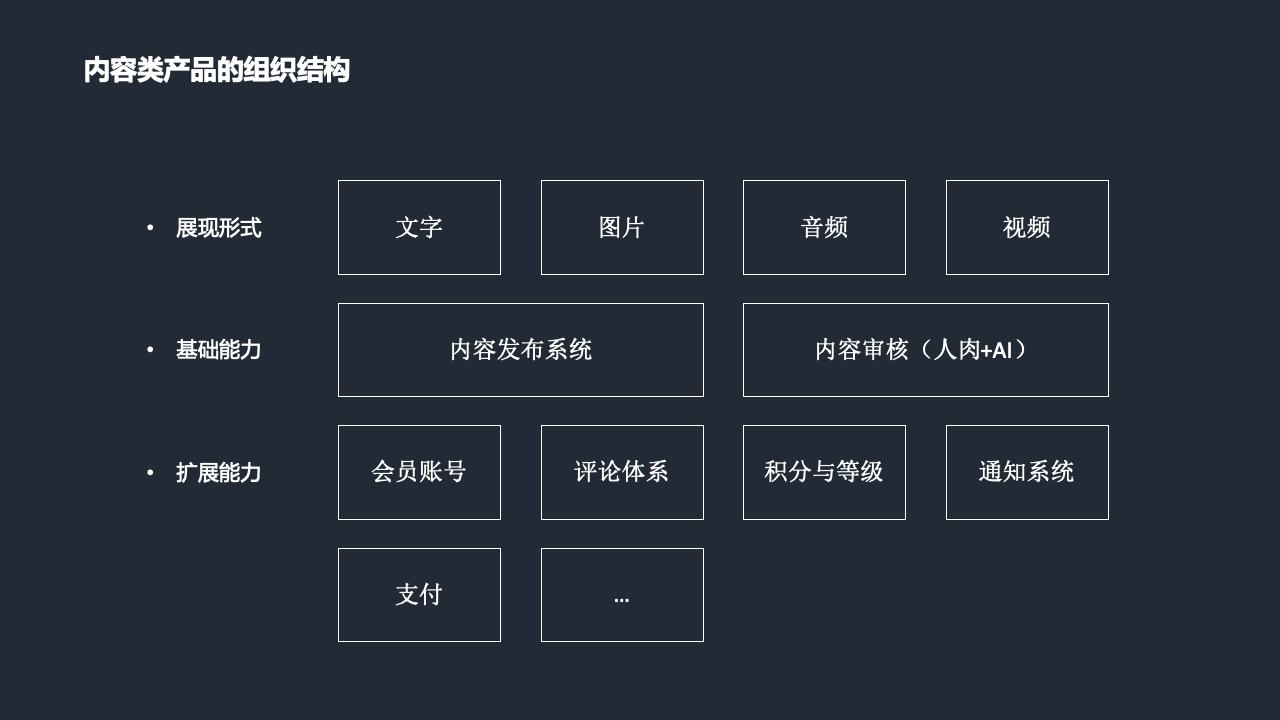 内容类产品的组织结构
• 展现形式
文字
图片
音频
视频
• 基础能力
内容发布系统
内容审核（人肉+AI）
• 扩展能力
会员账号
评论体系
积分与等级
通知系统
支付
...